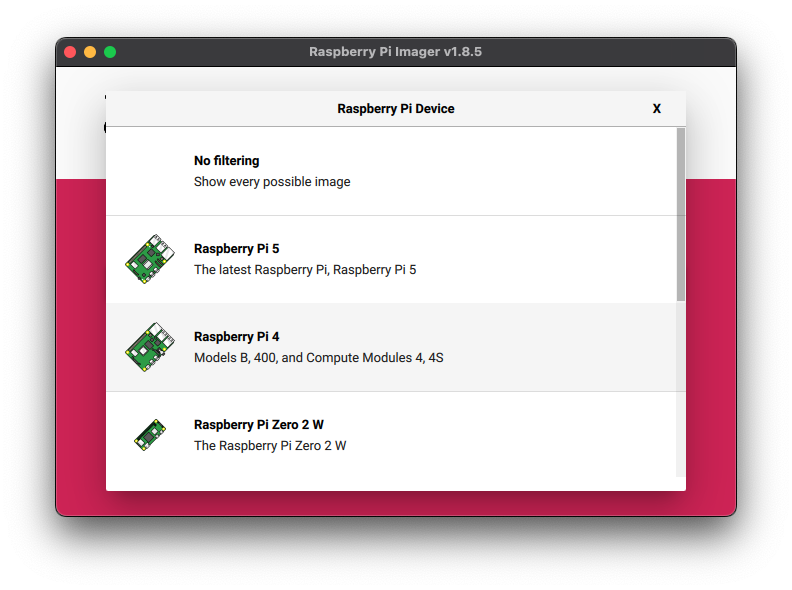 Raspberry Pi Imager v1.8.5
Raspberry Pi Device
X
No filtering
Show every possible image
Raspberry Pi 5
The latest Raspberry Pi, Raspberry Pi 5
Raspberry Pi 4
Models B, 400, and Compute Modules 4, 4S
Raspberry Pi Zero 2 W
The Raspberry Pi Zero 2 W